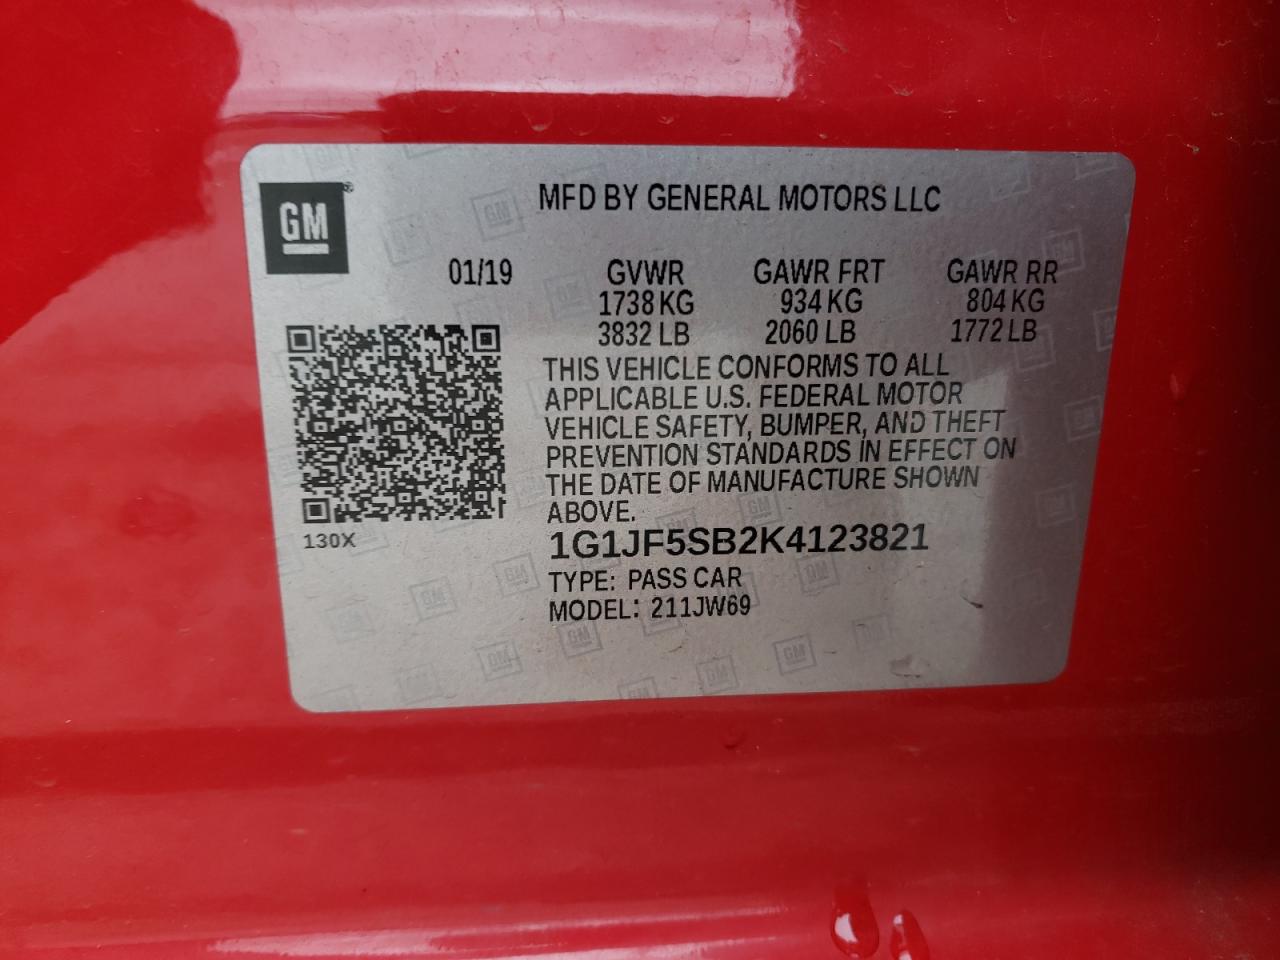 GM®
MFD BY GENERAL MOTORS LLC
01/19 GVWR GAWR FRT GAWR RR
1738 KG 934 KG 804 KG
3832 LB 2060 LB 1772 LB
THIS VEHICLE CONFORMS TO ALL
APPLICABLE U.S. FEDERAL MOTOR
VEHICLE SAFETY, BUMPER, AND THEFT
PREVENTION STANDARDS IN EFFECT ON
THE DATE OF MANUFACTURE SHOWN
ABOVE.
130X
1G1JF5SB2K4123821
TYPE: PASS CAR
MODEL: 211JW69